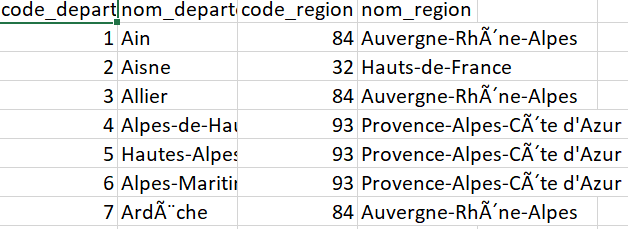 code_depart nom_departe code_region nom_region
1 Ain 84 Auvergne-RhÃ´ne-Alpes
2 Aisne 32 Hauts-de-France
3 Allier 84 Auvergne-RhÃ´ne-Alpes
4 Alpes-de-Hau 93 Provence-Alpes-CÃ´te d'Azur
5 Hautes-Alpes 93 Provence-Alpes-CÃ´te d'Azur
6 Alpes-Maritin 93 Provence-Alpes-CÃ´te d'Azur
7 ArdÃ¨che 84 Auvergne-RhÃ´ne-Alpes